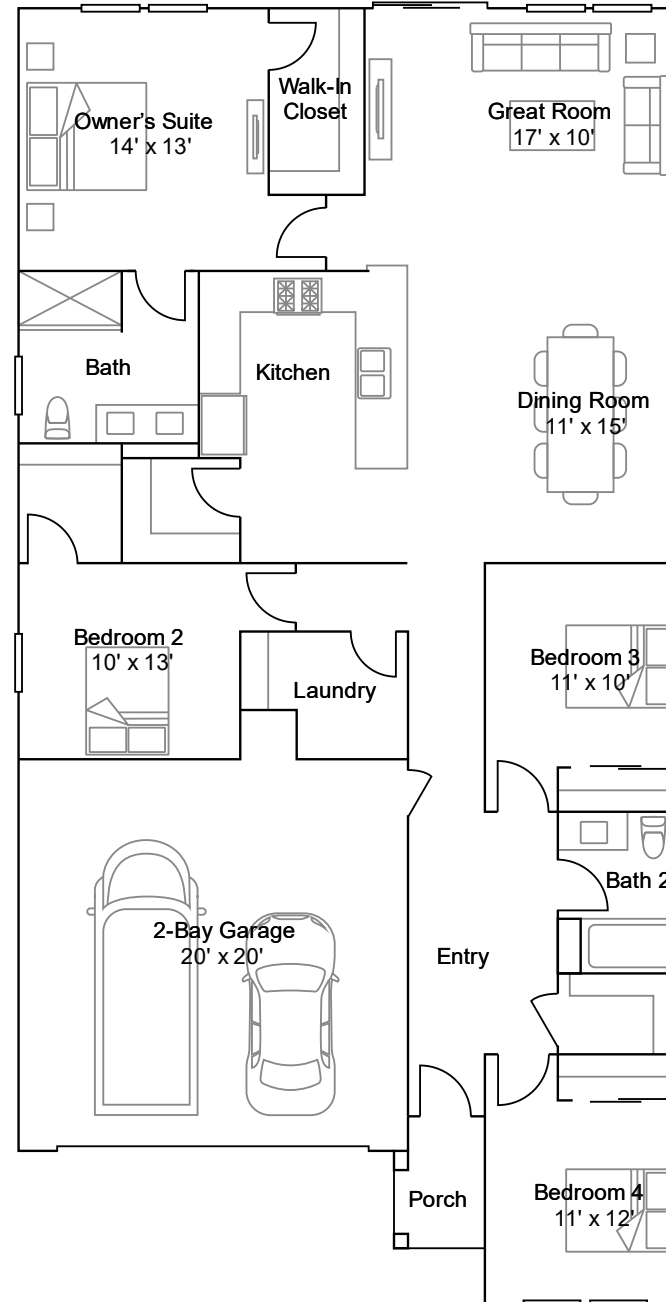 Walk-In
Closet
Owner's Suite
14' x 13'
Great Room
17' x 10'
Bath
Kitchen
Dining Room
11' x 15'
Bedroom 2
10' x 13'
Laundry
Bedroom 3
11' x 10'
Bath 2
2-Bay Garage
20' x 20'
Entry
Porch
Bedroom 4
11' x 12'